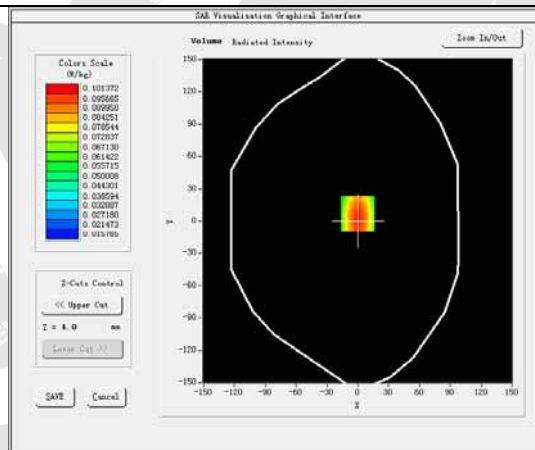 SAR Visualisation Graphical Interface
Volume Radiated Intensity
Zoom In/Out
Colors Scale
(W/kg)
0.101372
0.095665
0.089958
0.084251
0.078544
0.072837
0.067130
0.061422
0.055715
0.050008
0.044301
0.038594
0.032887
0.027180
0.021473
0.015766
Z-Cuts Control
<< Upper Cut
Z = 4.0 mm
Lower Cut >>
SAVE
Cancel
150
120
90
60
30
0
-30
-60
-90
-120
-150
Y
-150 -120 -90 -60 -30 0 30 60 90 120 150
X